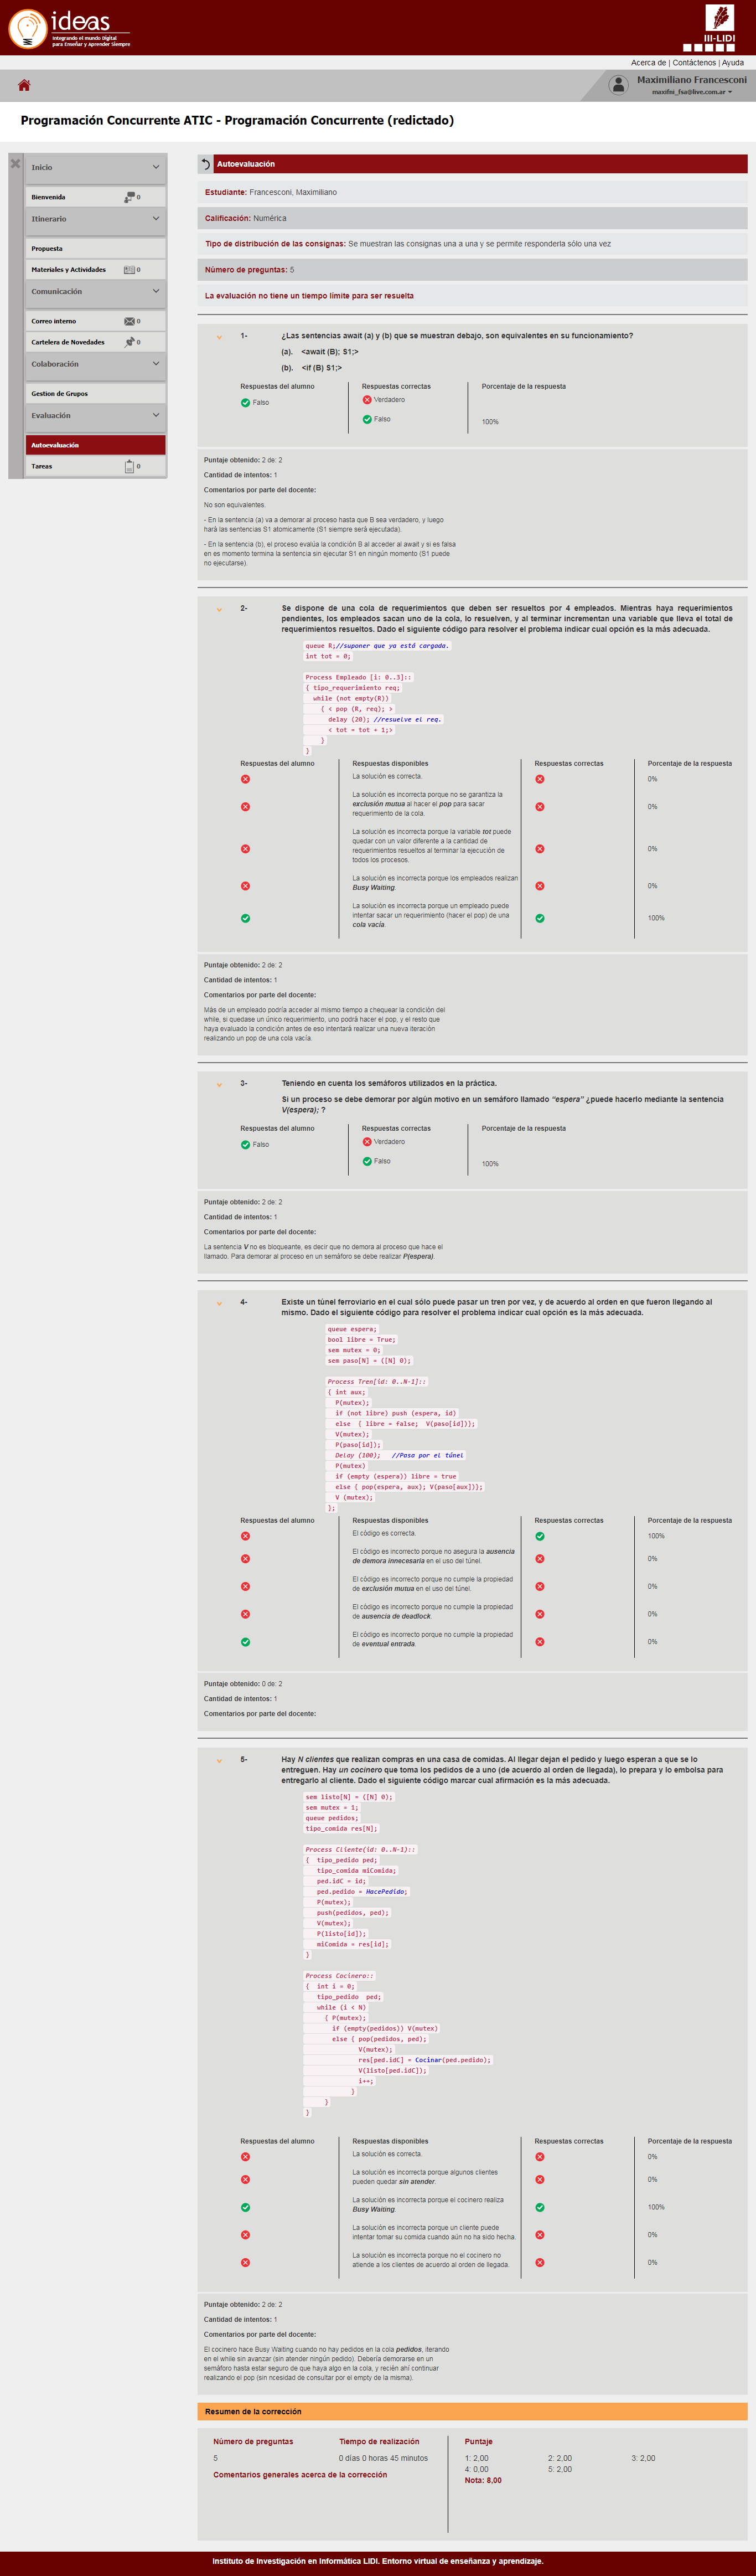 ideas
Integrando el mundo Digital
para Enseñar y Aprender Siempre
III-LIDI
Acerca de | Contáctenos | Ayuda
Maximiliano Francesconi
maxifni_fsa@live.com.ar
Programación Concurrente ATIC - Programación Concurrente (redictado)
Inicio
Bienvenida 0
Itinerario
Propuesta
Materiales y Actividades 0
Comunicación
Correo interno 0
Cartelera de Novedades 0
Colaboración
Gestion de Grupos
Evaluación
Autoevaluación
Tareas 0
Autoevaluación
Estudiante: Francesconi, Maximiliano
Calificación: Numérica
Tipo de distribución de las consignas: Se muestran las consignas una a una y se permite responderla sólo una vez
Número de preguntas: 5
La evaluación no tiene un tiempo límite para ser resuelta
1- ¿Las sentencias await (a) y (b) que se muestran debajo, son equivalentes en su funcionamiento?
(a). <await (B); S1;>
(b). <if (B) S1;>
Respuestas del alumno Respuestas correctas Porcentaje de la respuesta
Falso Verdadero
Falso 100%
Puntaje obtenido: 2 de: 2
Cantidad de intentos: 1
Comentarios por parte del docente:
No son equivalentes.
- En la sentencia (a) va a demorar al proceso hasta que B sea verdadero, y luego
hará las sentencias S1 atomicamente (S1 siempre será ejecutada).
- En la sentencia (b), el proceso evalúa la condición B al acceder al await y si es falsa
en es momento termina la sentencia sin ejecutar S1 en ningún momento (S1 puede
no ejecutarse).
2- Se dispone de una cola de requerimientos que deben ser resueltos por 4 empleados. Mientras haya requerimientos
pendientes, los empleados sacan uno de la cola, lo resuelven, y al terminar incrementan una variable que lleva el total de
requerimientos resueltos. Dado el siguiente código para resolver el problema indicar cual opción es la más adecuada.
queue R;//suponer que ya está cargada.
int tot = 0;
Process Empleado [i: 0..3]::
{ tipo_requerimiento req;
while (not empty(R))
{ < pop (R, req); >
delay (20); //resuelve el req.
< tot = tot + 1;>
}
}
Respuestas del alumno Respuestas disponibles Respuestas correctas Porcentaje de la respuesta
La solución es correcta. 0%
La solución es incorrecta porque no se garantiza la
exclusión mutua al hacer el pop para sacar 0%
requerimiento de la cola.
La solución es incorrecta porque la variable tot puede
quedar con un valor diferente a la cantidad de
requerimientos resueltos al terminar la ejecución de 0%
todos los procesos.
La solución es incorrecta porque los empleados realizan
Busy Waiting. 0%
La solución es incorrecta porque un empleado puede
intentar sacar un requerimiento (hacer el pop) de una 100%
cola vacía.
Puntaje obtenido: 2 de: 2
Cantidad de intentos: 1
Comentarios por parte del docente:
Más de un empleado podría acceder al mismo tiempo a chequear la condición del
while, si quedase un único requerimiento, uno podrá hacer el pop, y el resto que
haya evaluado la condición antes de eso intentará realizar una nueva iteración
realizando un pop de una cola vacía.
3- Teniendo en cuenta los semáforos utilizados en la práctica.
Si un proceso se debe demorar por algún motivo en un semáforo llamado “espera” ¿puede hacerlo mediante la sentencia
V(espera); ?
Respuestas del alumno Respuestas correctas Porcentaje de la respuesta
Falso Verdadero
Falso 100%
Puntaje obtenido: 2 de: 2
Cantidad de intentos: 1
Comentarios por parte del docente:
La sentencia V no es bloqueante, es decir que no demora al proceso que hace el
llamado. Para demorar al proceso en un semáforo se debe realizar P(espera).
4- Existe un túnel ferroviario en el cual sólo puede pasar un tren por vez, y de acuerdo al orden en que fueron llegando al
mismo. Dado el siguiente código para resolver el problema indicar cual opción es la más adecuada.
queue espera;
bool libre = True;
sem mutex = 0;
sem paso[N] = ([N] 0);
Process Tren[id: 0..N-1]::
{ int aux;
P(mutex);
if (not libre) push (espera, id)
else { libre = false; V(paso[id])};
V(mutex);
P(paso[id]);
Delay (100); //Pasa por el túnel
P(mutex)
if (empty (espera)) libre = true
else { pop(espera, aux); V(paso[aux])};
V (mutex);
};
Respuestas del alumno Respuestas disponibles Respuestas correctas Porcentaje de la respuesta
El código es correcto. 100%
El código es incorrecto porque no asegura la ausencia
de demora innecesaria en el uso del túnel. 0%
El código es incorrecto porque no cumple la propiedad
de exclusión mutua en el uso del túnel. 0%
El código es incorrecto porque no cumple la propiedad
de ausencia de deadlock. 0%
El código es incorrecto porque no cumple la propiedad
de eventual entrada. 0%
Puntaje obtenido: 0 de: 2
Cantidad de intentos: 1
Comentarios por parte del docente:
5- Hay N clientes que realizan compras en una casa de comidas. Al llegar dejan el pedido y luego esperan a que se lo
entreguen. Hay un cocinero que toma los pedidos de a uno (de acuerdo al orden de llegada), lo prepara y lo embolsa para
entregarlo al cliente. Dado el siguiente código marcar cual afirmación es la más adecuada.
sem listo[N] = ([N] 0);
sem mutex = 1;
queue pedidos;
tipo_comida res[N];
Process Cliente(id: 0..N-1)::
{ tipo_pedido ped;
tipo_comida miComida;
ped.idC = id;
ped.pedido = HacePedido;
P(mutex);
push(pedidos, ped);
V(mutex);
P(listo[id]);
miComida = res[id];
}
Process Cocinero::
{ int i = 0;
tipo_pedido ped;
while (i < N)
{ P(mutex);
if (empty(pedidos)) V(mutex)
else { pop(pedidos, ped);
V(mutex);
res[ped.idC] = Cocinar(ped.pedido);
V(listo[ped.idC]);
i++;
}
}
}
Respuestas del alumno Respuestas disponibles Respuestas correctas Porcentaje de la respuesta
La solución es correcta. 0%
La solución es incorrecta porque algunos clientes
pueden quedar sin atender. 0%
La solución es incorrecta porque el cocinero realiza
Busy Waiting. 100%
La solución es incorrecta porque un cliente puede
intentar tomar su comida cuando aún no ha sido hecha. 0%
La solución es incorrecta porque no el cocinero no
atiende a los clientes de acuerdo al orden de llegada. 0%
Puntaje obtenido: 2 de: 2
Cantidad de intentos: 1
Comentarios por parte del docente:
El cocinero hace Busy Waiting cuando no hay pedidos en la cola pedidos, iterando
en el while sin avanzar (sin atender ningún pedido). Debería demorarse en un
semáforo hasta estar seguro de que haya algo en la cola, y recién ahí continuar
realizando el pop (sin ncesidad de consultar por el empty de la misma).
Resumen de la corrección
Número de preguntas Tiempo de realización Puntaje
5 0 días 0 horas 45 minutos 1: 2,00 2: 2,00 3: 2,00
4: 0,00 5: 2,00
Comentarios generales acerca de la corrección Nota: 8,00
Instituto de Investigación en Informática LIDI. Entorno virtual de enseñanza y aprendizaje.